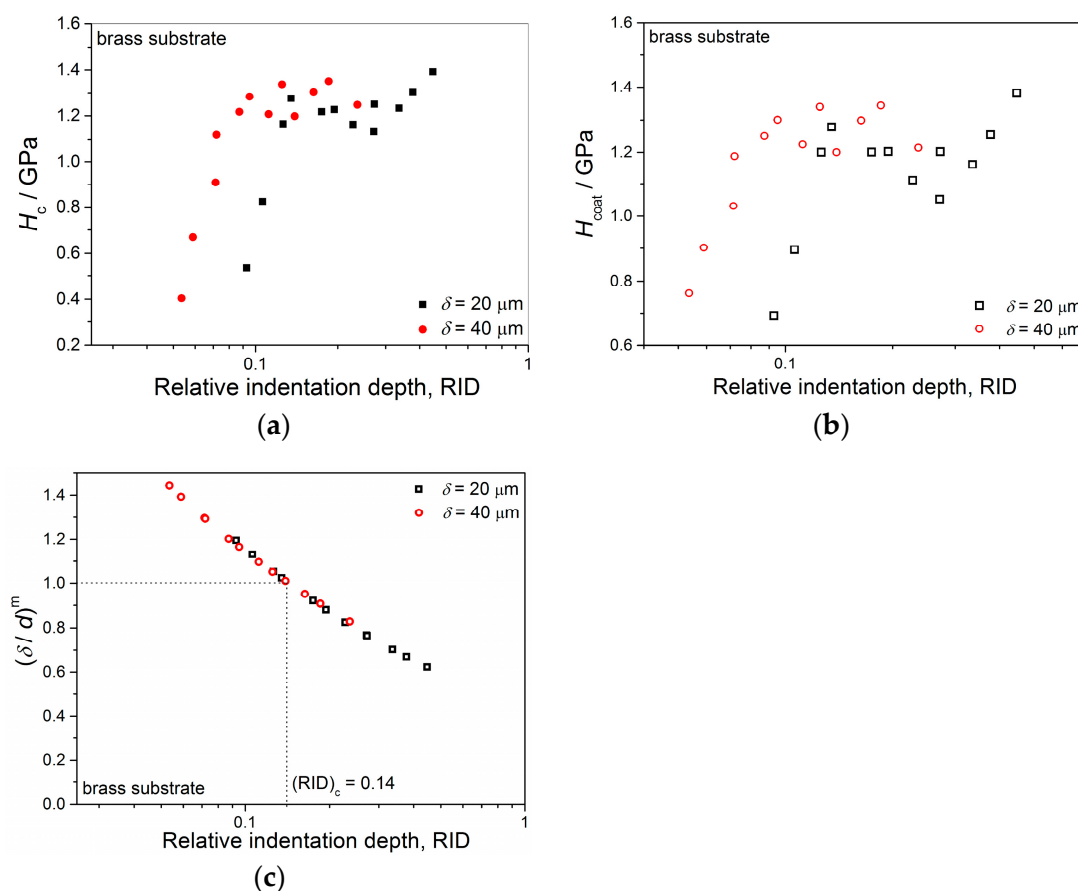 brass substrate
1.6
1.4
1.2
1.0
0.8
0.6
0.4
0.2
H_c / GPa
0.1
1
δ = 20 μm
δ = 40 μm
Relative indentation depth, RID
(a)
brass substrate
1.6
1.4
1.2
1.0
0.8
0.6
H_coat / GPa
0.1
δ = 20 μm
δ = 40 μm
Relative indentation depth, RID
(b)
1.4
1.2
1.0
0.8
0.6
0.4
0.2
0.0
(δ / d)^m
δ = 20 μm
δ = 40 μm
brass substrate
(RID)_c = 0.14
0.1
1
Relative indentation depth, RID
(c)